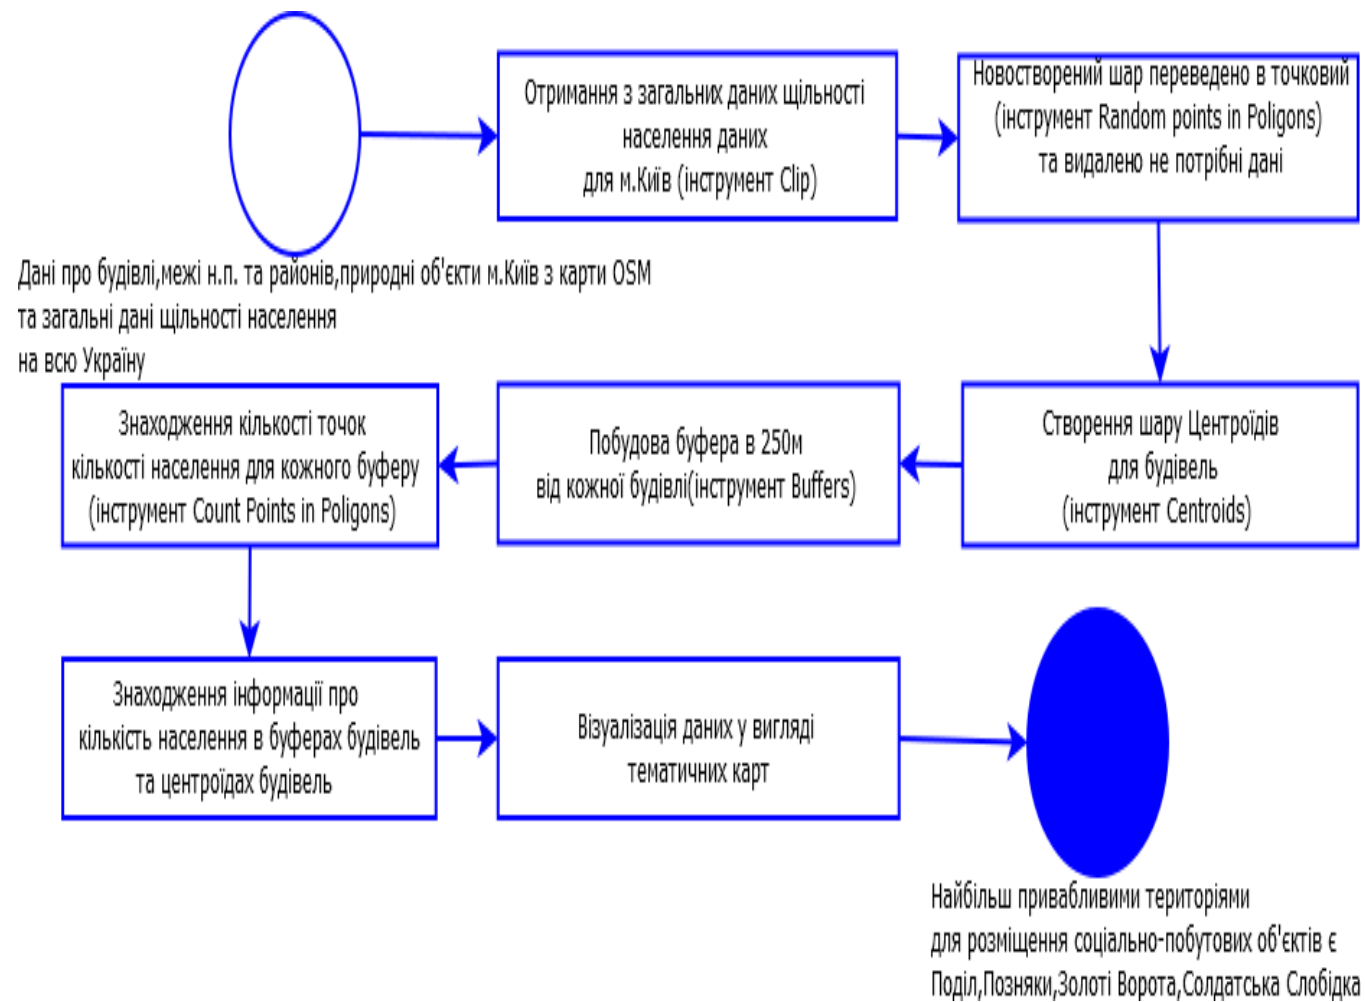 Отримання з загальних даних щільності
населення даних
для м.Київ (інструмент Clip)
Новостворений шар переведено в точковий
(інструмент Random points in Poligons)
та видалено не потрібні дані
Дані про будівлі,межі н.п. та районів,природні об'єкти м.Київ з карти OSM
та загальні дані щільності населення
на всю Україну
Створення шару Центроїдів
для будівель
(інструмент Centroids)
Побудова буфера в 250м
від кожної будівлі(інструмент Buffers)
Знаходження кількості точок
кількості населення для кожного буферу
(інструмент Count Points in Poligons)
Знаходження інформації про
кількість населення в буферах будівель
та центроїдах будівель
Візуалізація даних у вигляді
тематичних карт
Найбільш привабливими територіями
для розміщення соціально-побутових об'єктів є
Поділ,Позняки,Золоті Ворота,Солдатська Слобідка